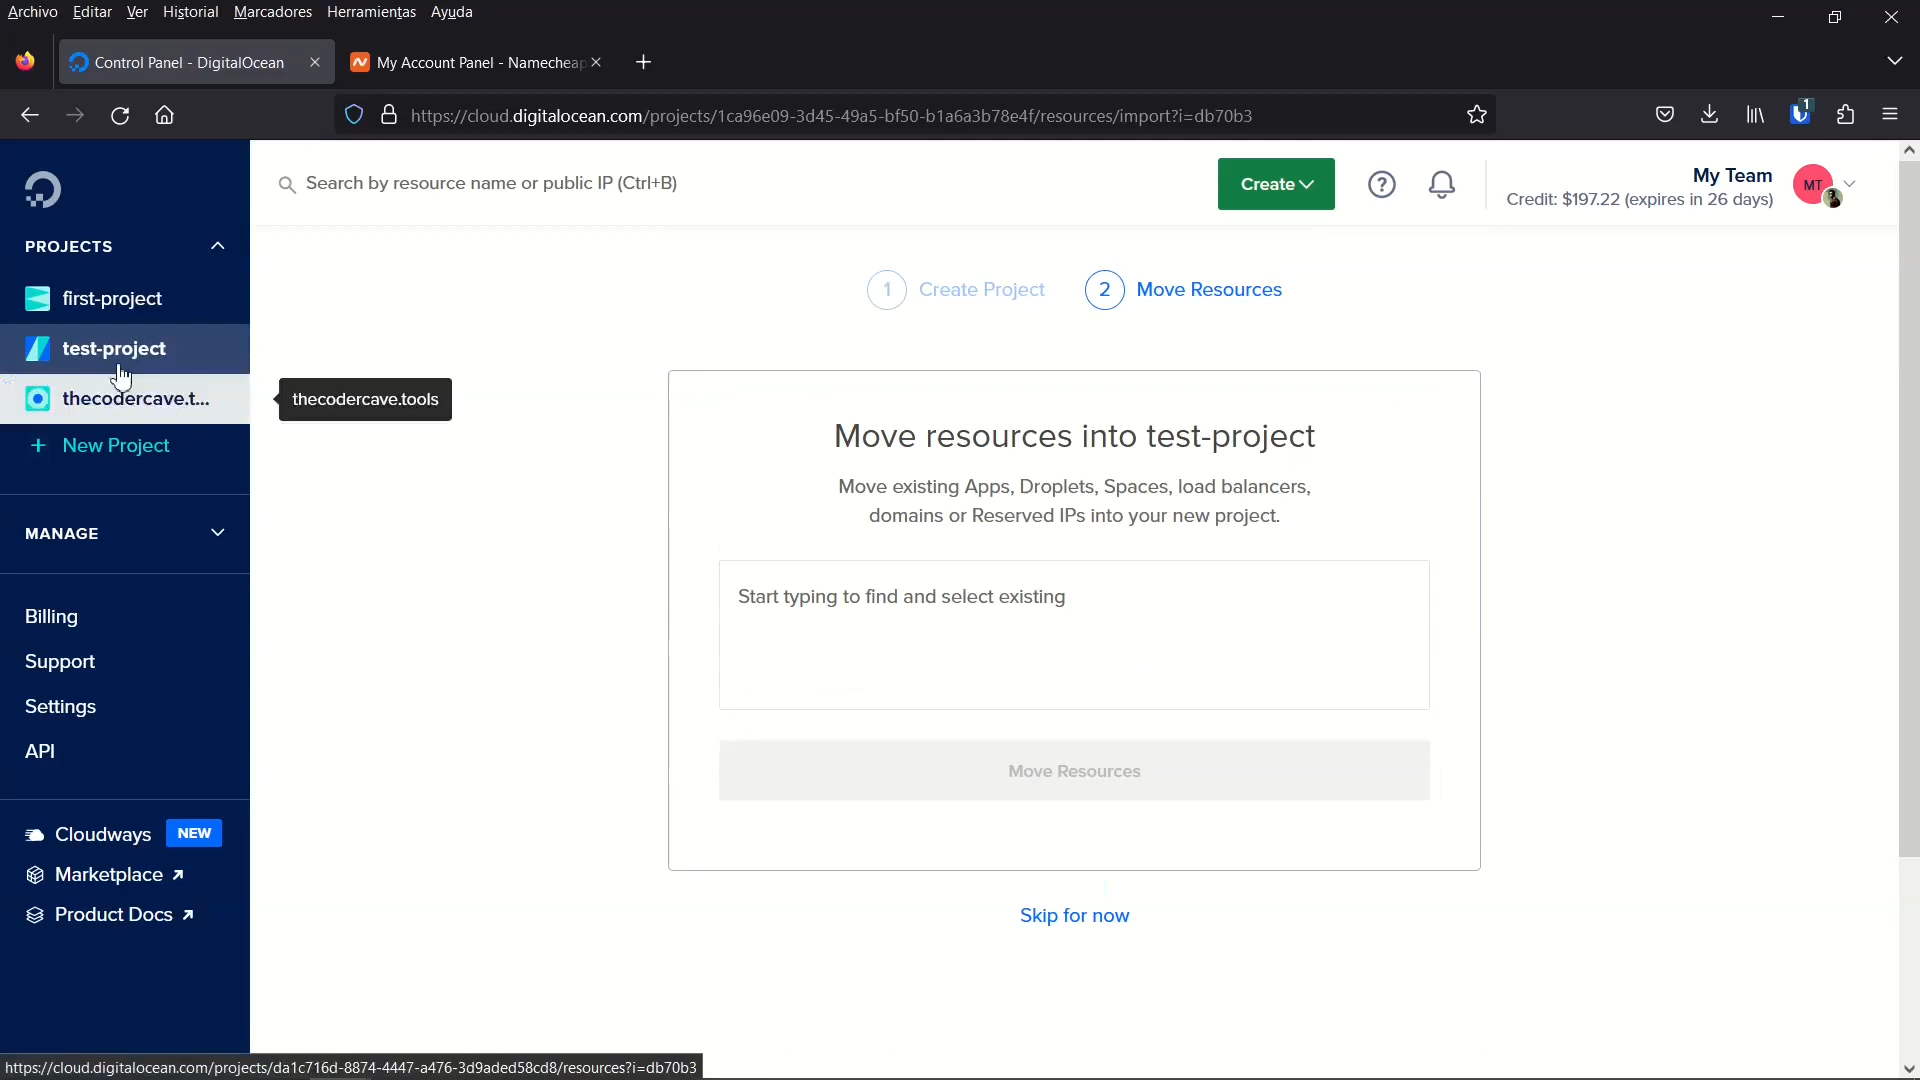 Archivo Editar Ver Historial Marcadores Herramientas Ayuda
Control Panel - DigitalOcean
My Account Panel - Namecheap
https://cloud.digitalocean.com/projects/1ca96e09-3d45-49a5-bf50-b1a6a3b78e4f/resources/import?i=db70b3
1
Search by resource name or public IP (Ctrl+B)
Create
My Team
Credit: $197.22 (expires in 26 days)
MT
PROJECTS
first-project
test-project
thecodercave.t...
thecodercave.tools
+ New Project
MANAGE
Billing
Support
Settings
API
Cloudways NEW
Marketplace
Product Docs
1 Create Project
2 Move Resources
Move resources into test-project
Move existing Apps, Droplets, Spaces, load balancers,
domains or Reserved IPs into your new project.
Start typing to find and select existing
Move Resources
Skip for now
https://cloud.digitalocean.com/projects/da1c716d-8874-4447-a476-3d9aded58cd8/resources?i=db70b3